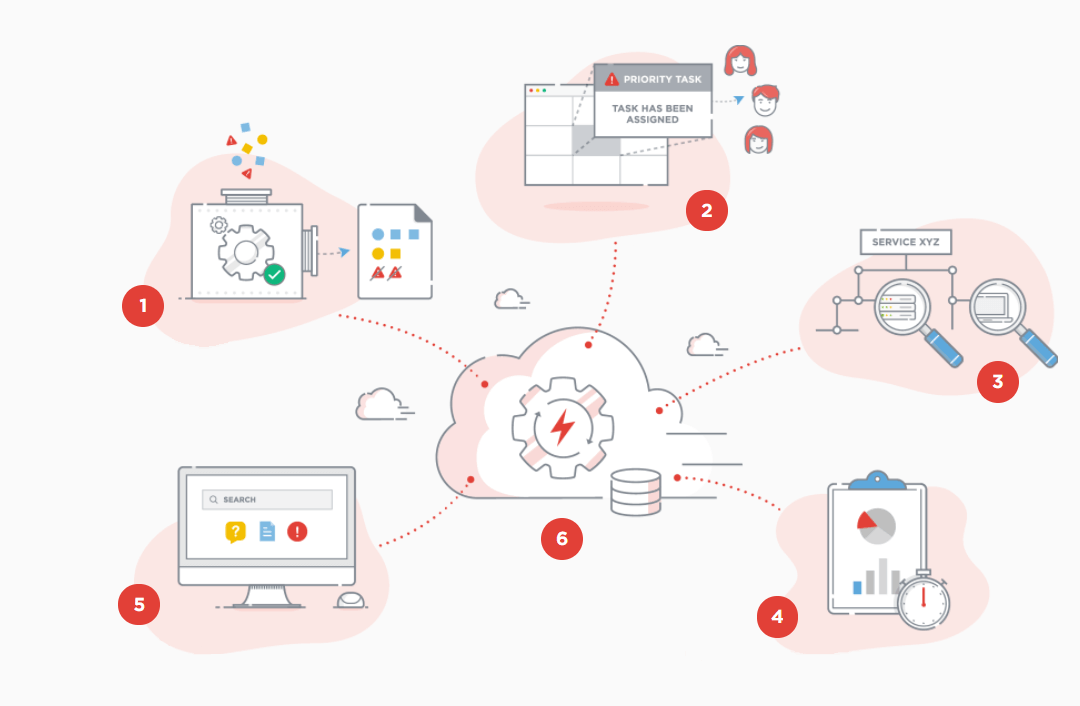 PRIORITY TASK
TASK HAS BEEN
ASSIGNED
2
SERVICE XYZ
1
3
SEARCH
?
!
6
5
4